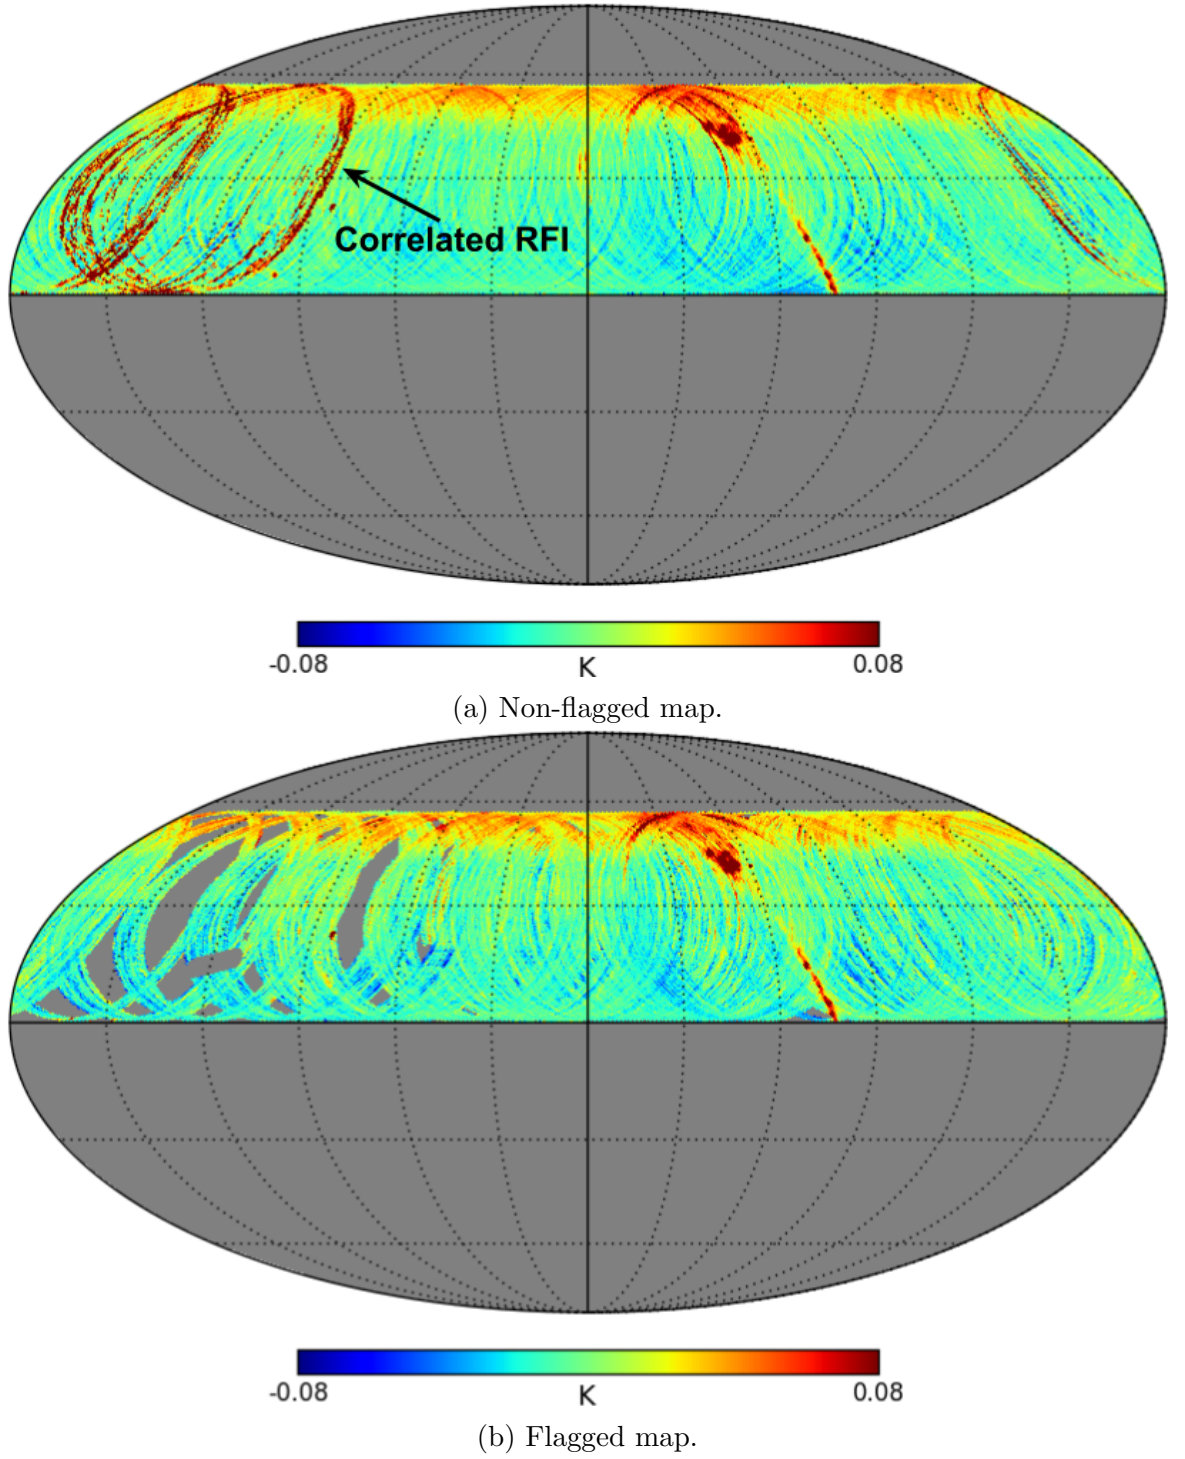 Correlated RFI
-0.08 0.08
K
(a) Non-flagged map.
-0.08 0.08
K
(b) Flagged map.